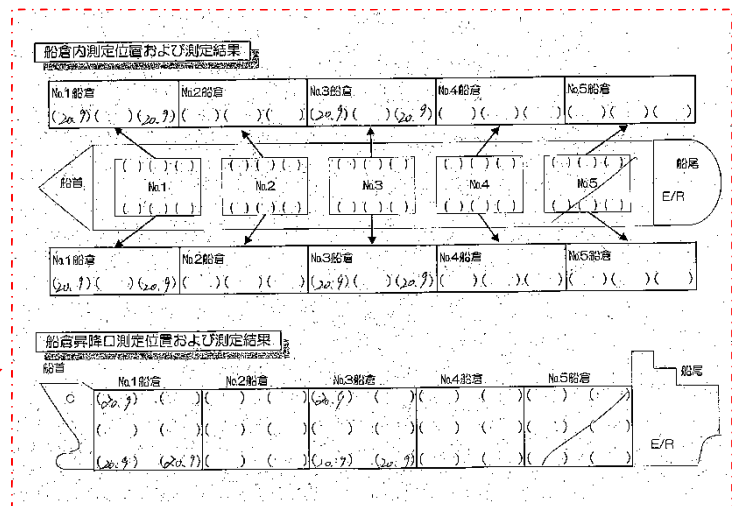 船倉内測定位置および測定結果
No.1船倉 No.2船倉 No.3船倉 No.4船倉 No.5船倉
(20.9)( )(20.9) ( )( )( ) (20.9)( )(20.9) ( )( )( ) ( )( )( )
( )( )( ) ( )( )( ) ( )( )( ) ( )( )( ) ( )( )( )
船首 No.1 No.2 No.3 No.4 No.5 E/R 船尾
( )( )( ) ( )( )( ) ( )( )( ) ( )( )( ) ( )( )( )
No.1船倉 No.2船倉 No.3船倉 No.4船倉 No.5船倉
(20.9)( )(20.9) ( )( )( ) (20.9)( )(20.9) ( )( )( ) ( )( )( )
船倉昇降口測定位置および測定結果
船首 No.1船倉 No.2船倉 No.3船倉 No.4船倉 No.5船倉 船尾
(20.9) ( ) ( ) ( ) (20.9) ( ) ( ) ( ) ( ) ( )
( ) ( ) ( ) ( ) ( ) ( ) ( ) ( ) ( ) ( ) E/R
(20.9) (20.9) ( ) ( ) (20.9) (20.9) ( ) ( ) ( ) ( )